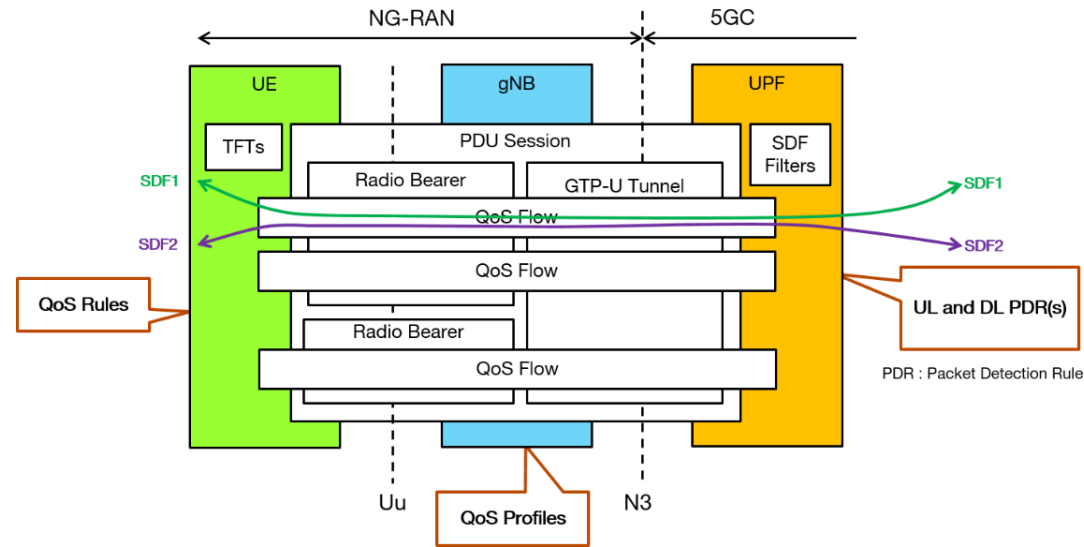 NG-RAN
5GC
UE
gNB
UPF
TFTs
PDU Session
SDF
Filters
Radio Bearer
GTP-U Tunnel
SDF1
SDF1
QoS Flow
SDF2
SDF2
QoS Flow
QoS Rules
UL and DL PDR(s)
Radio Bearer
QoS Flow
PDR : Packet Detection Rule
Uu
N3
QoS Profiles